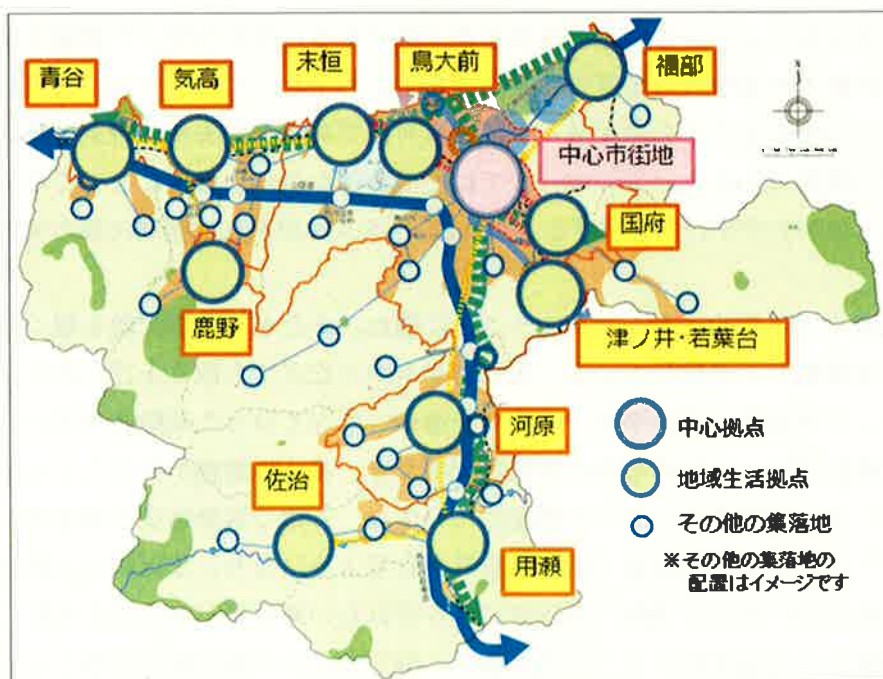 青谷
気高
末恒
鳥大前
福部
中心市街地
国府
鹿野
津ノ井・若葉台
河原
佐治
用瀬
中心拠点
地域生活拠点
その他の集落地
※その他の集落地の
配置はイメージです